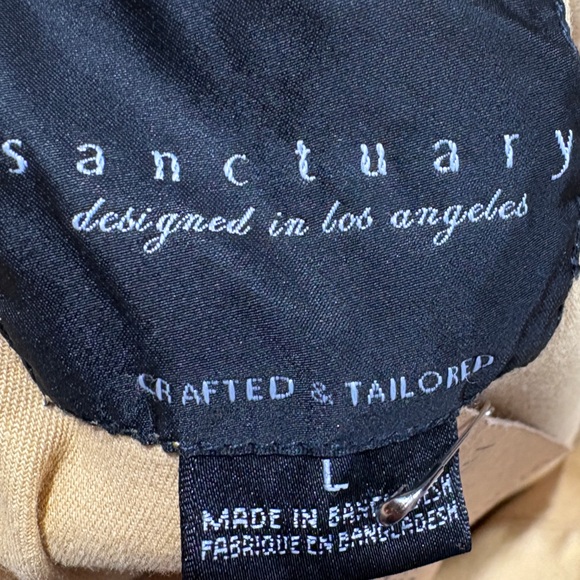 sanctuary
designed in los angeles
CRAFTED & TAILORED
L
MADE IN BANGLADESH
FABRIQUE EN BANGLADESH